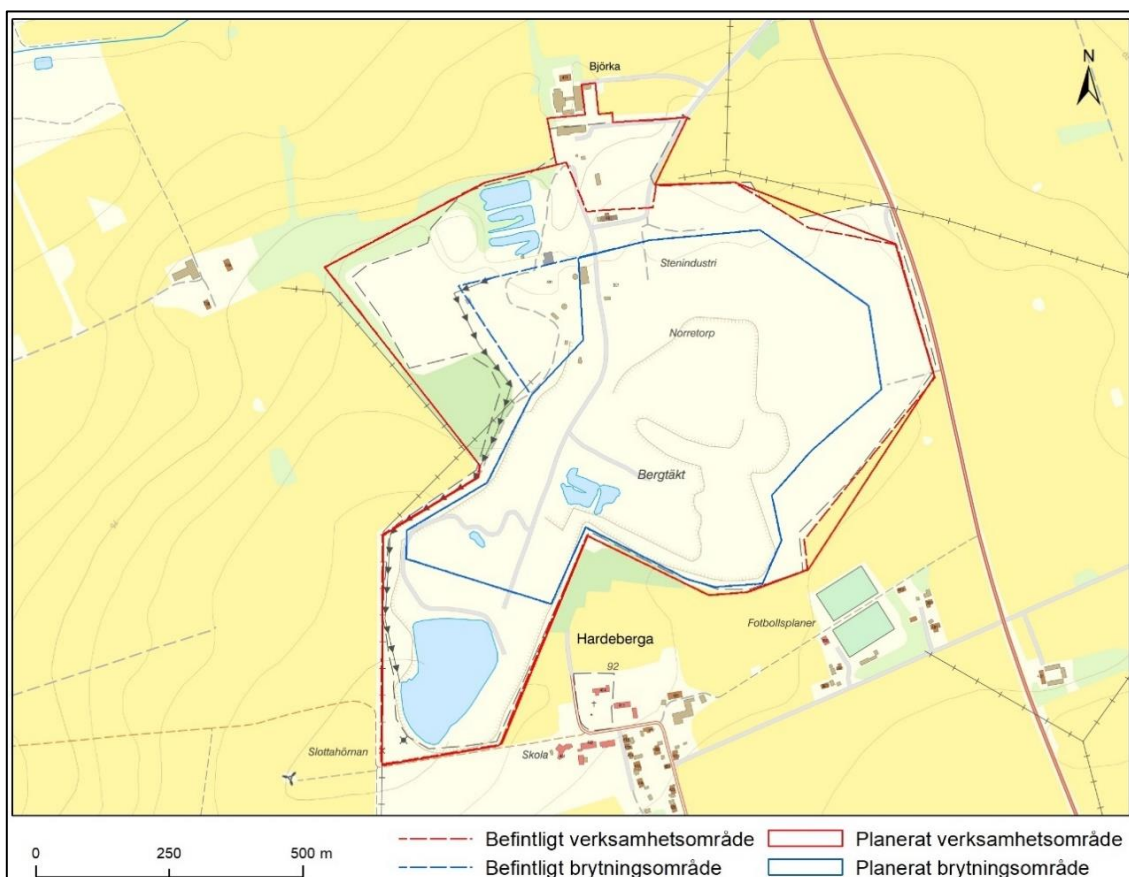 N
Björka
Stenindustri
Norretorp
Bergtäkt
Fotbollsplaner
Hardeberga
92
Slottahörnan
Skola
0 250 500 m
Befintligt verksamhetsområde Planerat verksamhetsområde
Befintligt brytningsområde Planerat brytningsområde